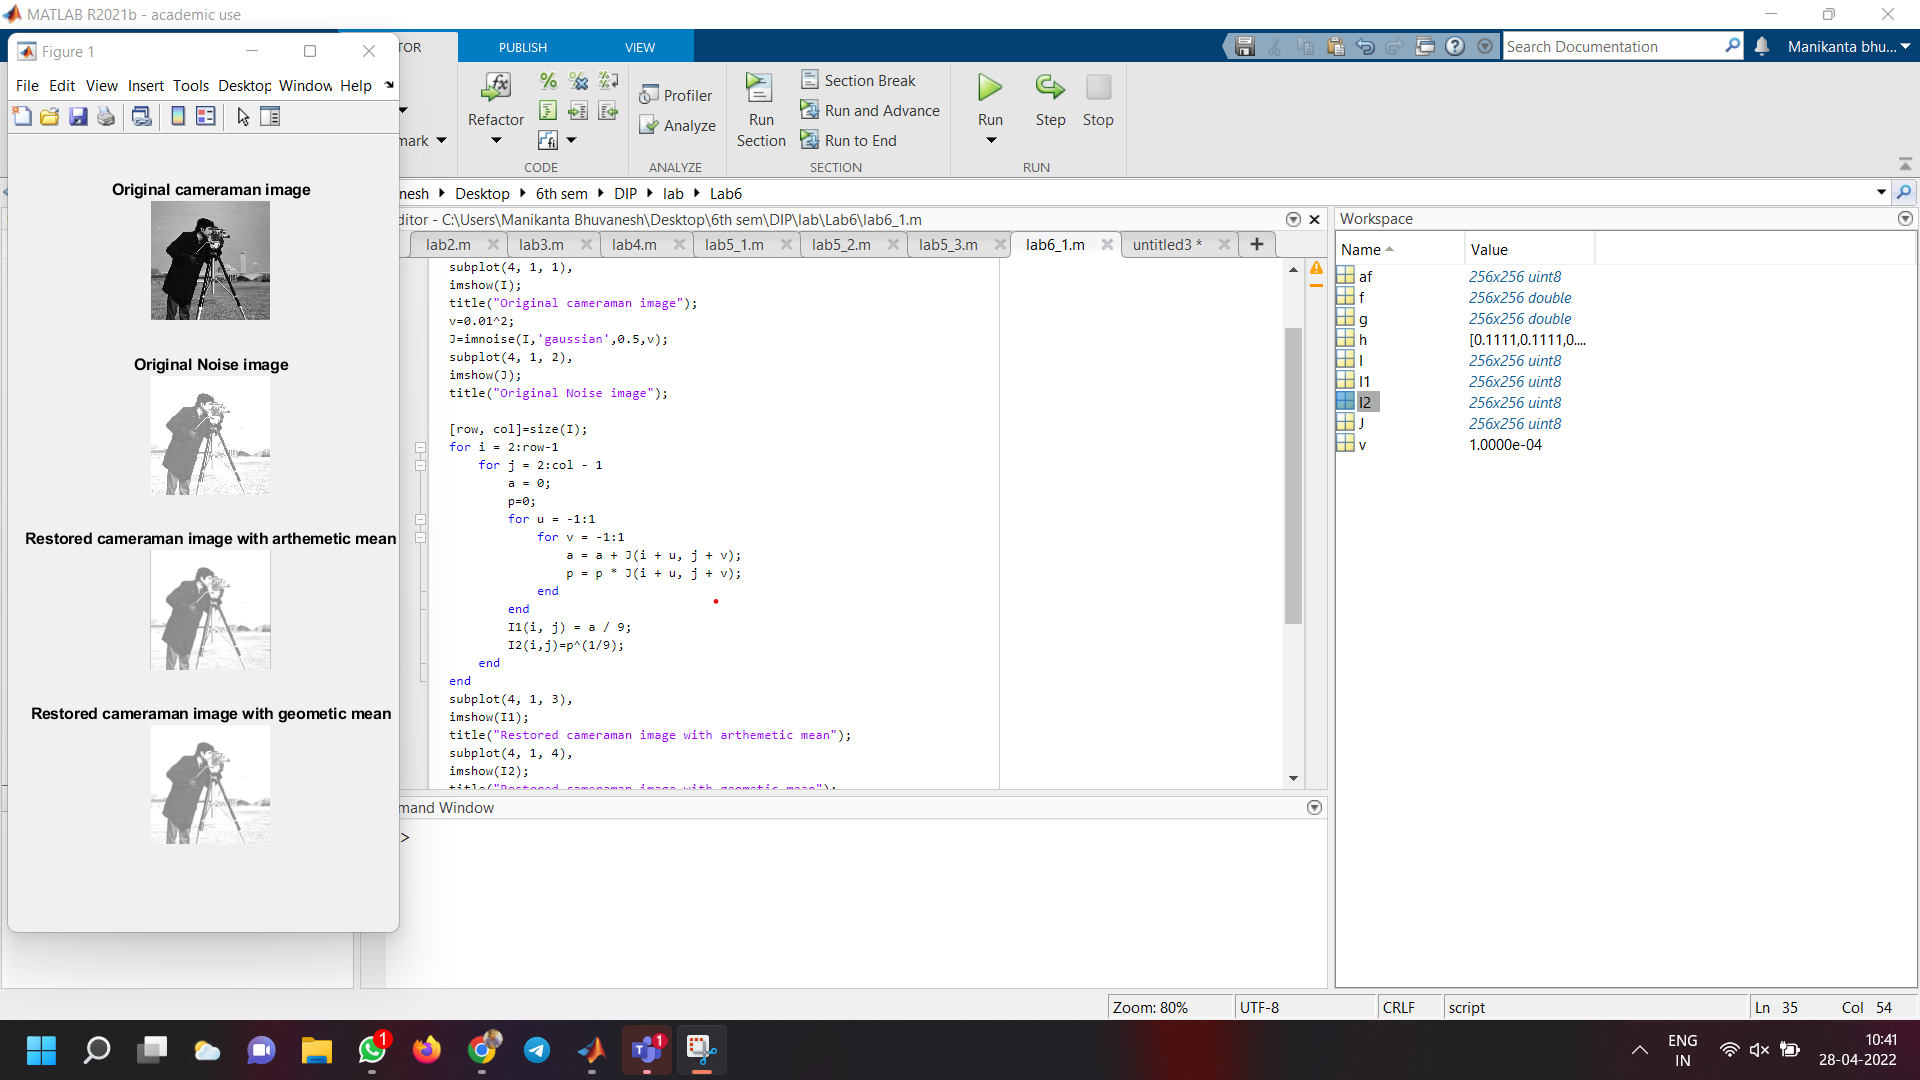 MATLAB R2021b - academic use
Figure 1
File Edit View Insert Tools Desktop Window Help
Original cameraman image
Original Noise image
Restored cameraman image with arthemetic mean
Restored cameraman image with geometic mean
TOR PUBLISH VIEW
Search Documentation
Manikanta bhu...
mark
Refactor
CODE
Profiler
Analyze
ANALYZE
Run Section
Section Break
Run and Advance
Run to End
SECTION
Run Step Stop
RUN
nesh Desktop 6th sem DIP lab Lab6
ditor - C:\Users\Manikanta Bhuvanesh\Desktop\6th sem\DIP\lab\Lab6\lab6_1.m
lab2.m lab3.m lab4.m lab5_1.m lab5_2.m lab5_3.m lab6_1.m untitled3 *
subplot(4, 1, 1),
imshow(I);
title("Original cameraman image");
v=0.01^2;
J=imnoise(I,'gaussian',0.5,v);
subplot(4, 1, 2),
imshow(J);
title("Original Noise image");
[row, col]=size(I);
for i = 2:row-1
for j = 2:col - 1
a = 0;
p=0;
for u = -1:1
for v = -1:1
a = a + J(i + u, j + v);
p = p * J(i + u, j + v);
end
end
I1(i, j) = a / 9;
I2(i,j)=p^(1/9);
end
end
subplot(4, 1, 3),
imshow(I1);
title("Restored cameraman image with arthemetic mean");
subplot(4, 1, 4),
imshow(I2);
title("Restored cameraman image with geometic mean");
mand Window
>
Workspace
Name Value
af 256x256 uint8
f 256x256 double
g 256x256 double
h [0.1111,0.1111,0....
I 256x256 uint8
I1 256x256 uint8
I2 256x256 uint8
J 256x256 uint8
v 1.0000e-04
Zoom: 80% UTF-8 CRLF script Ln 35 Col 54
1
1
ENG
IN
10:41
28-04-2022